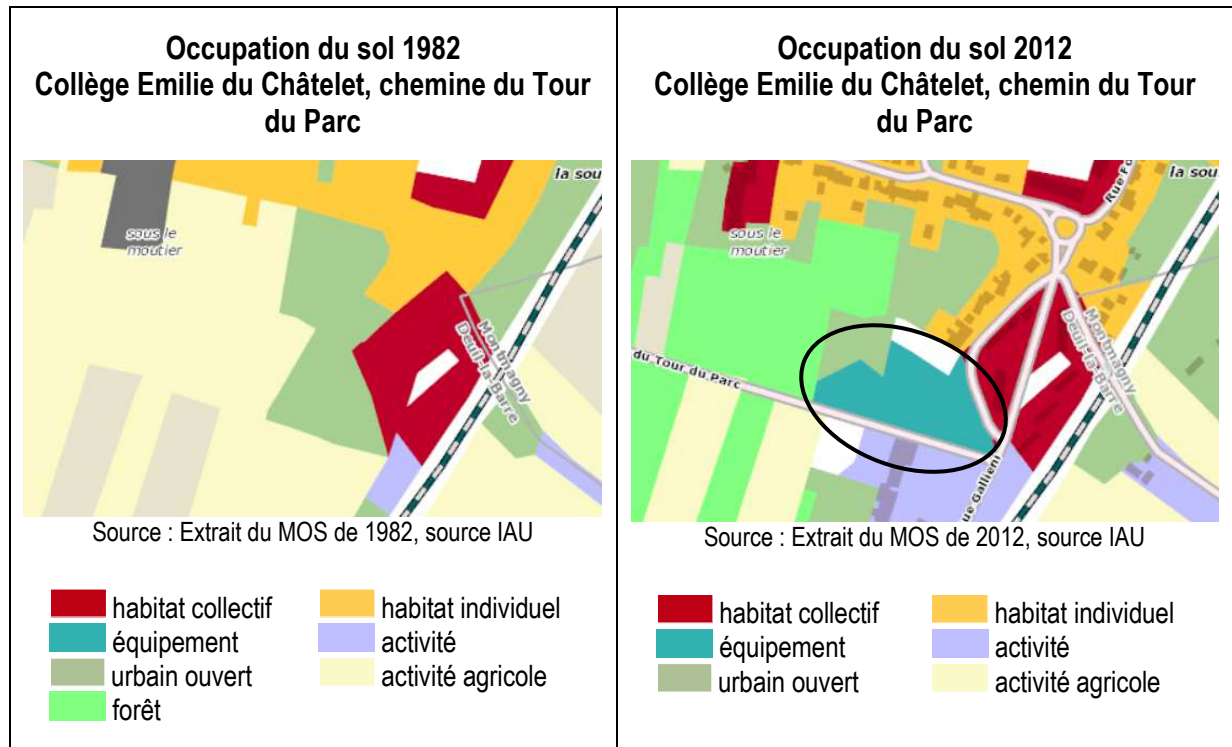 Occupation du sol 1982
Collège Emilie du Châtelet, chemine du Tour
du Parc
la sou
sous le
moutier
Montmagny
Deuil-la-Barre
Source : Extrait du MOS de 1982, source IAU
habitat collectif
habitat individuel
équipement
activité
urbain ouvert
activité agricole
forêt
Occupation du sol 2012
Collège Emilie du Châtelet, chemin du Tour
du Parc
Rue Fo
la sou
sous le
moutier
Montmagny
Deuil-la-Barre
du Tour du Parc
ue Gallieni
Source : Extrait du MOS de 2012, source IAU
habitat collectif
habitat individuel
équipement
activité
urbain ouvert
activité agricole